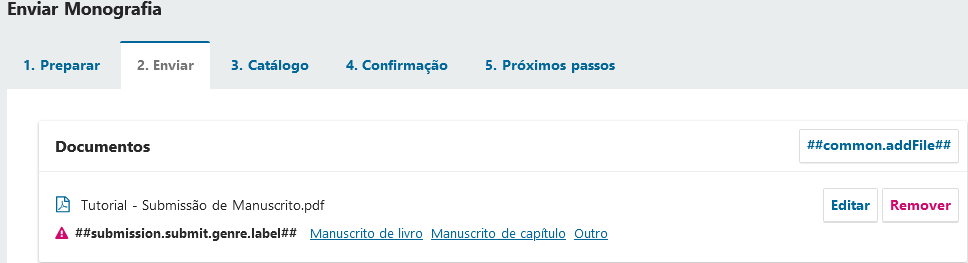 Enviar Monografia
1. Preparar 2. Enviar 3. Catálogo 4. Confirmação 5. Próximos passos
Documentos ##common.addFile##
Tutorial - Submissão de Manuscrito.pdf Editar Remover
##submission.submit.genre.label## Manuscrito de livro Manuscrito de capítulo Outro